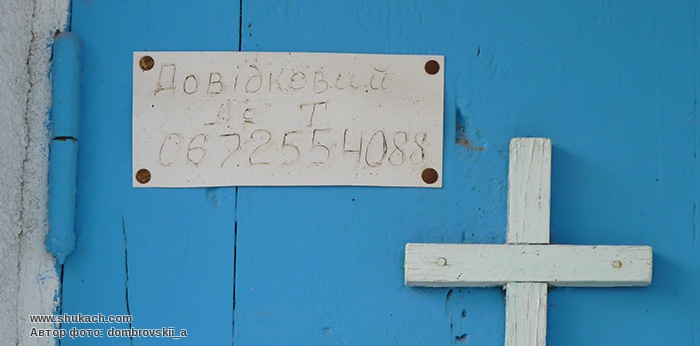 Довідковий
№ Т
0672554088
www.shukach.com
Автор фото: dombrovskii_a